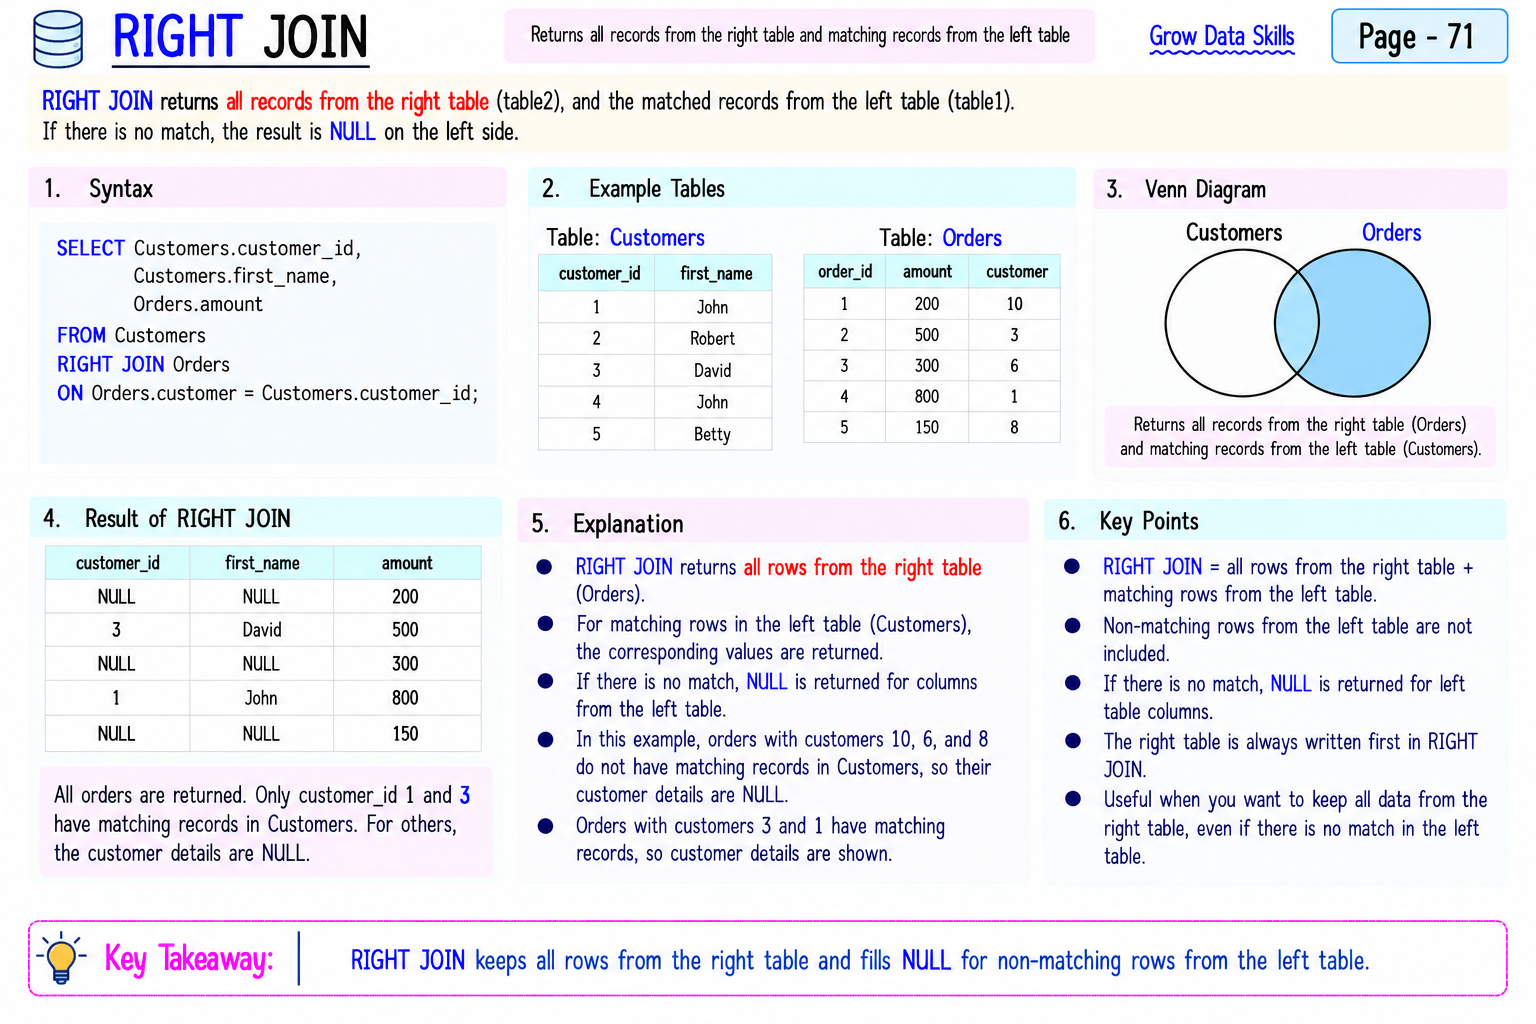 RIGHT JOIN
Returns all records from the right table and matching records from the left table
Grow Data Skills
Page - 71
RIGHT JOIN returns all records from the right table (table2), and the matched records from the left table (table1).
If there is no match, the result is NULL on the left side.
1. Syntax
SELECT Customers.customer_id,
Customers.first_name,
Orders.amount
FROM Customers
RIGHT JOIN Orders
ON Orders.customer = Customers.customer_id;
2. Example Tables
Table: Customers
customer_id first_name
1 John
2 Robert
3 David
4 John
5 Betty
Table: Orders
order_id amount customer
1 200 10
2 500 3
3 300 6
4 800 1
5 150 8
3. Venn Diagram
Customers Orders
Returns all records from the right table (Orders)
and matching records from the left table (Customers).
4. Result of RIGHT JOIN
customer_id first_name amount
NULL NULL 200
3 David 500
NULL NULL 300
1 John 800
NULL NULL 150
All orders are returned. Only customer_id 1 and 3
have matching records in Customers. For others,
the customer details are NULL.
5. Explanation
RIGHT JOIN returns all rows from the right table
(Orders).
For matching rows in the left table (Customers),
the corresponding values are returned.
If there is no match, NULL is returned for columns
from the left table.
In this example, orders with customers 10, 6, and 8
do not have matching records in Customers, so their
customer details are NULL.
Orders with customers 3 and 1 have matching
records, so customer details are shown.
6. Key Points
RIGHT JOIN = all rows from the right table +
matching rows from the left table.
Non-matching rows from the left table are not
included.
If there is no match, NULL is returned for left
table columns.
The right table is always written first in RIGHT
JOIN.
Useful when you want to keep all data from the
right table, even if there is no match in the left
table.
Key Takeaway:
RIGHT JOIN keeps all rows from the right table and fills NULL for non-matching rows from the left table.